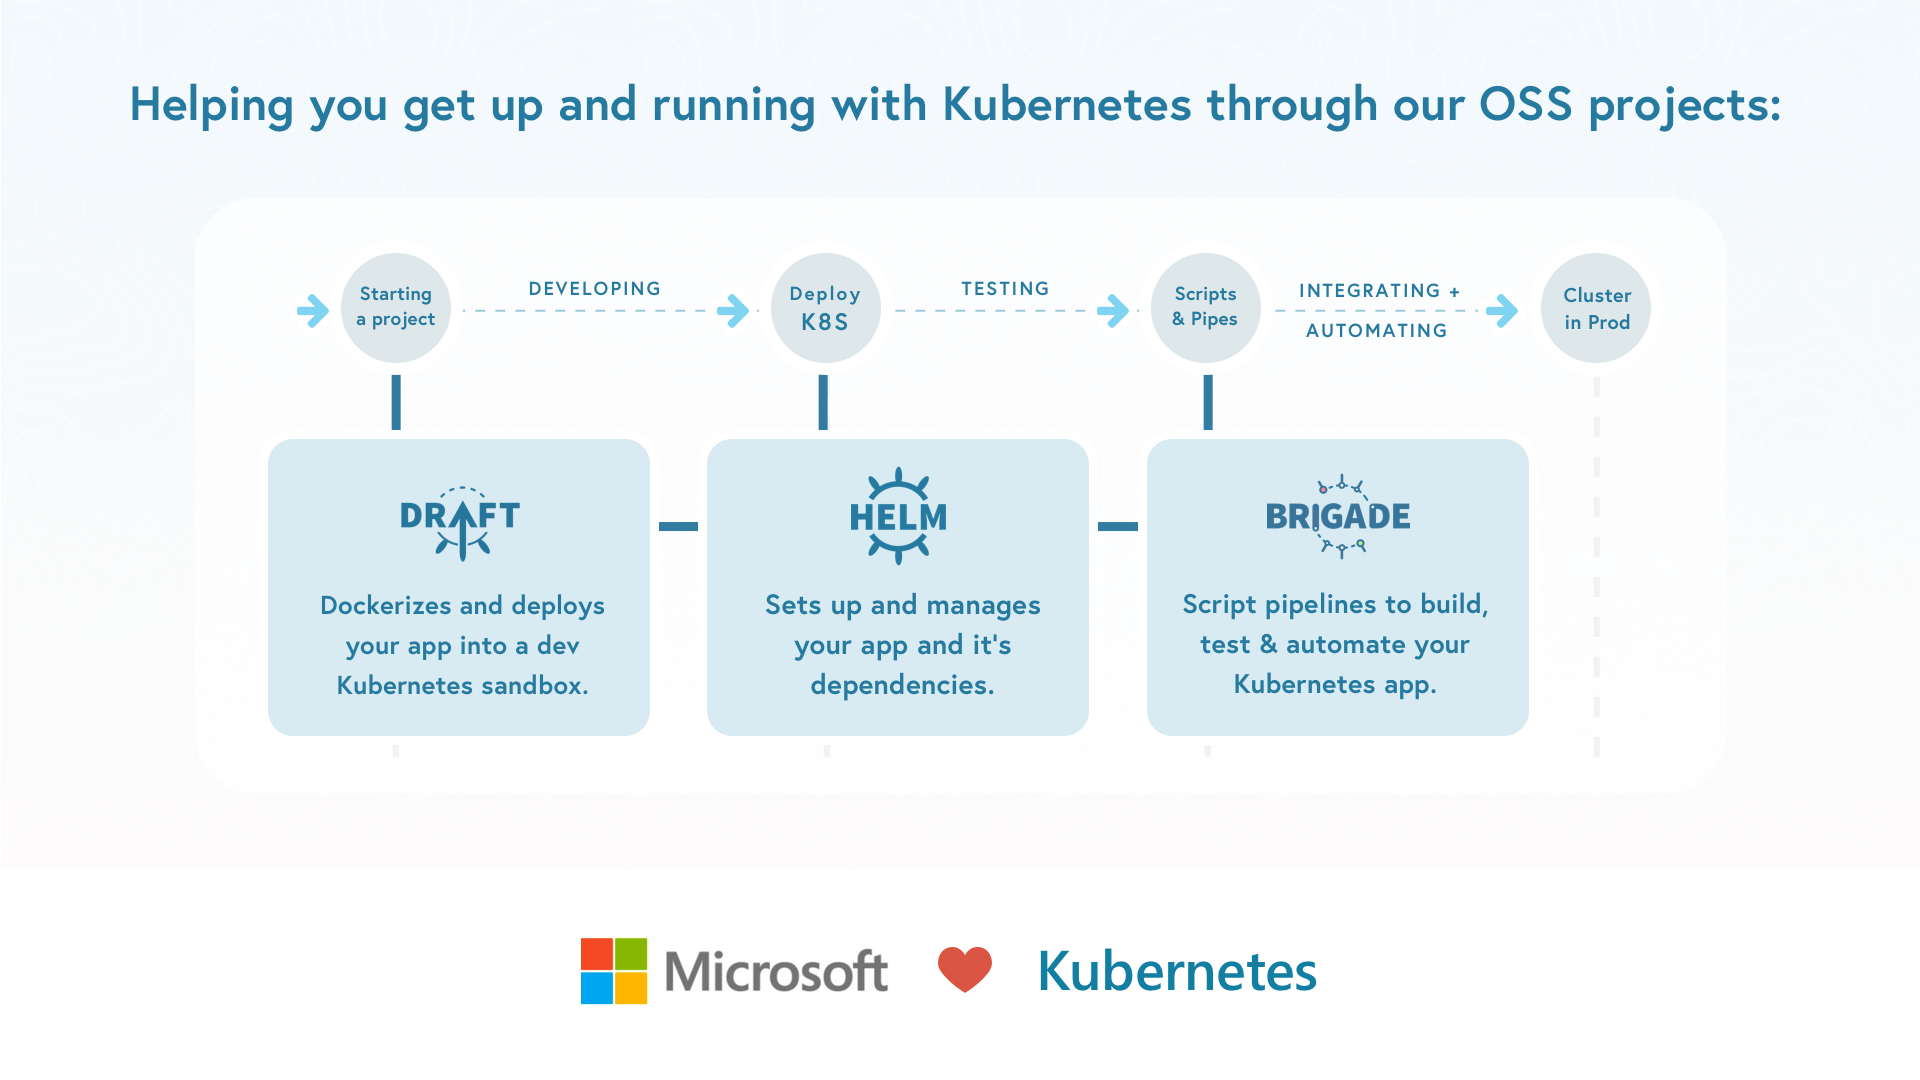 Helping you get up and running with Kubernetes through our OSS projects:
Starting
a project
DEVELOPING
Deploy
K8S
TESTING
Scripts
& Pipes
INTEGRATING +
AUTOMATING
Cluster
in Prod
DRAFT
Dockerizes and deploys
your app into a dev
Kubernetes sandbox.
HELM
Sets up and manages
your app and it's
dependencies.
BRIGADE
Script pipelines to build,
test & automate your
Kubernetes app.
Microsoft
Kubernetes